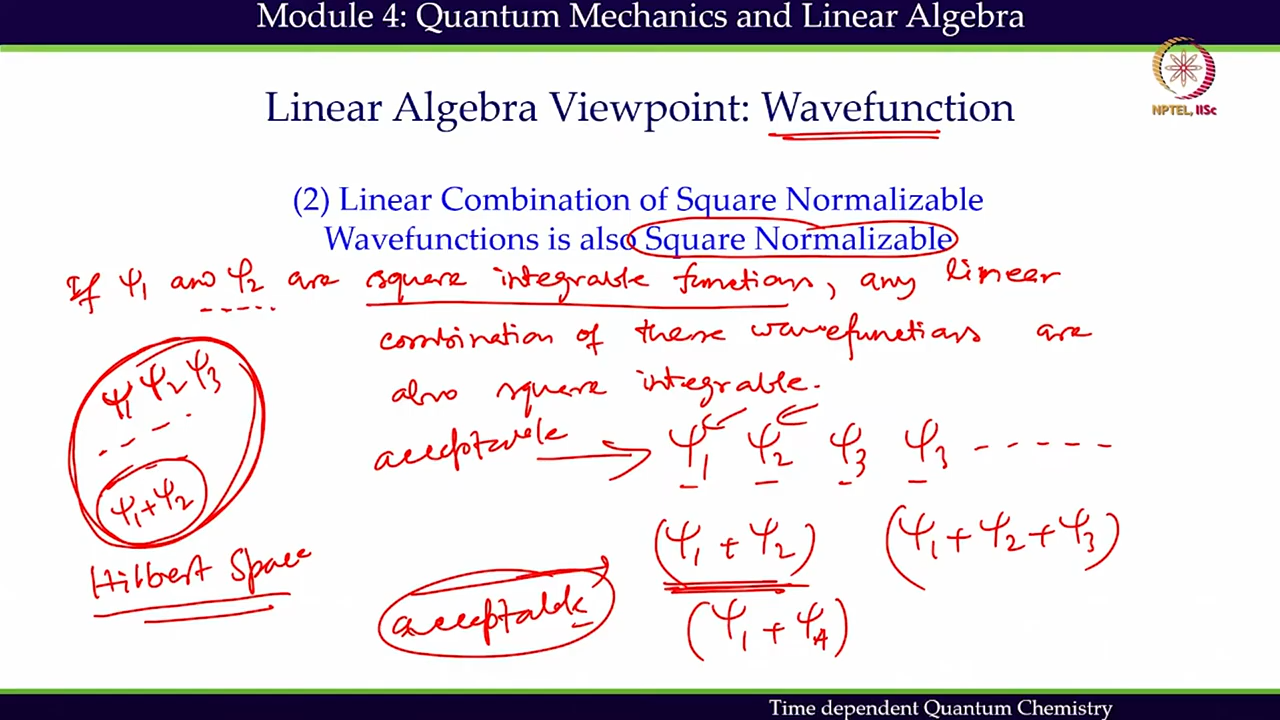 Module 4: Quantum Mechanics and Linear Algebra
NPTEL, IISc
Linear Algebra Viewpoint: Wavefunction
(2) Linear Combination of Square Normalizable
Wavefunctions is also Square Normalizable
If ψ₁ and ψ₂ are square integrable functions, any linear
combination of these wavefunctions are
also square integrable.
ψ₁ ψ₂ ψ₃
- - - - -
ψ₁+ψ₂
Hilbert Space
acceptable → ψ₁ ψ₂ ψ₃ ψ₃ - - - - -
(ψ₁ + ψ₂) (ψ₁ + ψ₂ + ψ₃)
acceptable (ψ₁ + ψ₄)
Time dependent Quantum Chemistry